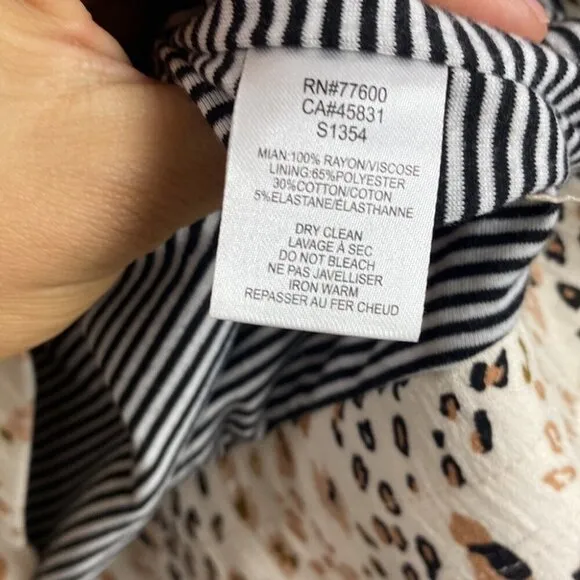 RN#77600
CA#45831
S1354
MIAN:100% RAYON/VISCOSE
LINING:65%POLYESTER
30%COTTON/COTON
5%ELASTANE/ÉLASTHANNE
DRY CLEAN
LAVAGE À SEC
DO NOT BLEACH
NE PAS JAVELLISER
IRON WARM
REPASSER AU FER CHEUD